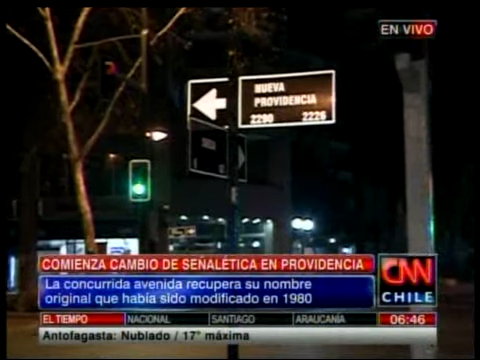 EN VIVO
NUEVA
PROVIDENCIA
2290 2226
COMIENZA CAMBIO DE SEÑALÉTICA EN PROVIDENCIA
La concurrida avenida recupera su nombre
original que había sido modificado en 1980
CNN
CHILE
EL TIEMPO NACIONAL SANTIAGO ARAUCANÍA 06:46
Antofagasta: Nublado / 17° máxima